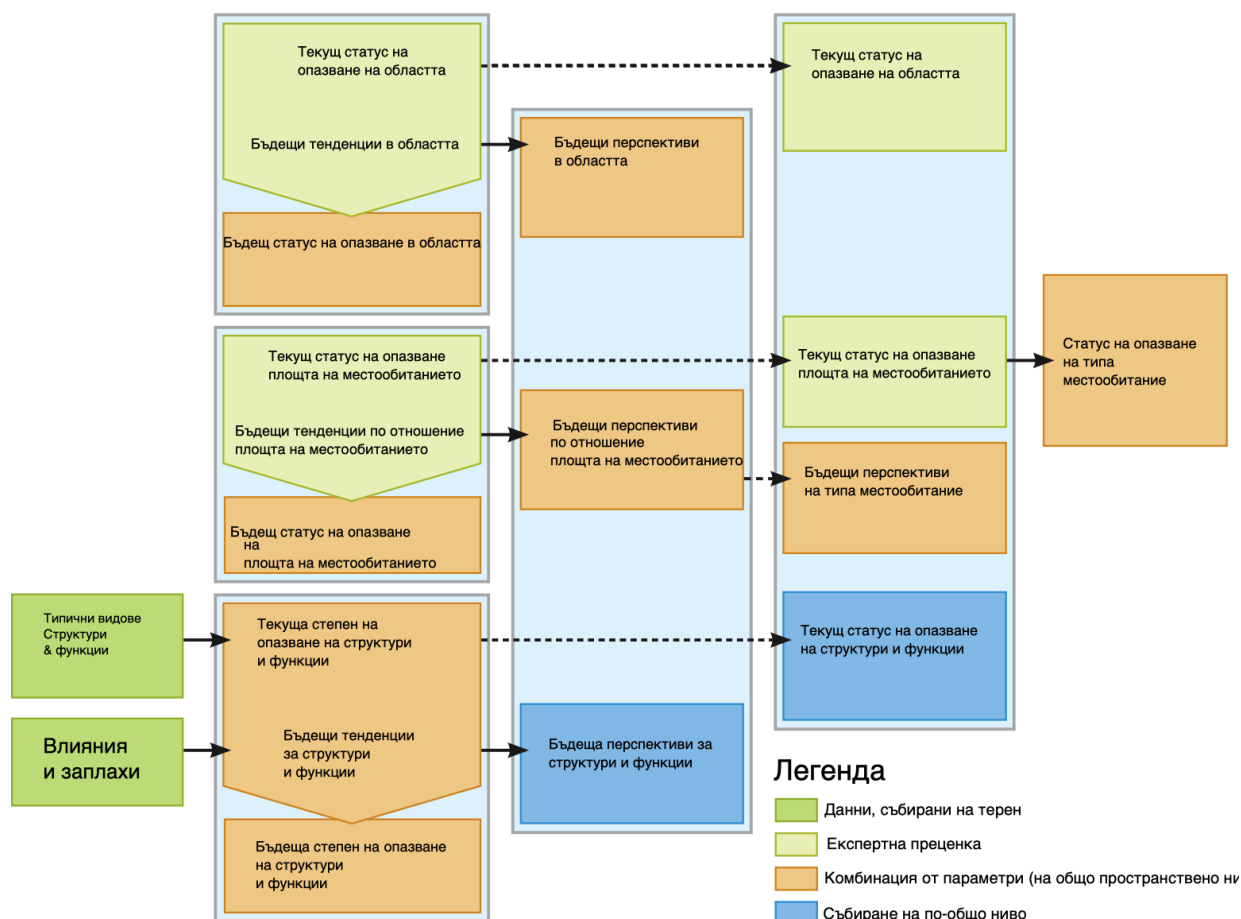 Текущ статус на
опазване на областта
Бъдещи тенденции в областта
Бъдещ статус на опазване в областта
Текущ статус на опазване
площта на местообитанието
Бъдещи тенденции по отношение
площта на местообитанието
Бъдещ статус на опазване
на
площта на местообитанието
Типични видове
Структури
& функции
Влияния
и заплахи
Текуща степен на
опазване на структури
и функции
Бъдещи тенденции
за структури
и функции
Бъдеща степен на опазване
на структури
и функции
Бъдещи перспективи
в областта
Бъдещи перспективи
по отношение
площта на местообитанието
Бъдеща перспективи за
структури и функции
Текущ статус на
опазване на областта
Текущ статус на опазване
площта на местообитанието
Бъдещи перспективи
на типа местообитание
Текущ статус на опазване
на структури и функции
Статус на опазване
на типа
местообитание
Легенда
Данни, събирани на терен
Експертна преценка
Комбинация от параметри (на общо пространствено ни
Събиране на по-общо ниво